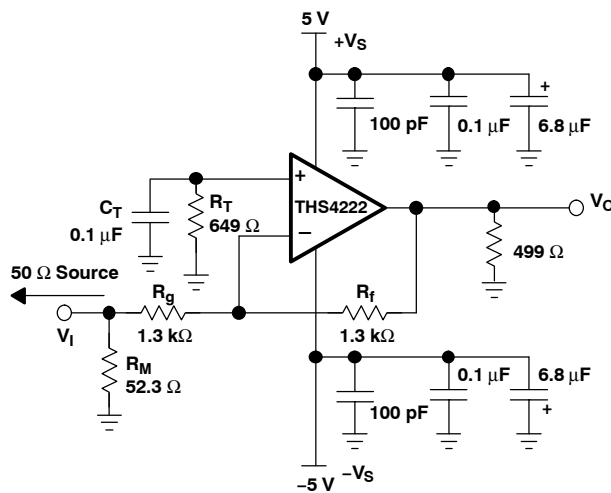 5 V
+VS
+
100 pF
0.1 µF
6.8 µF
+
THS4222
−
VO
CT
0.1 µF
RT
649 Ω
499 Ω
50 Ω Source
Rg
1.3 kΩ
Rf
1.3 kΩ
VI
RM
52.3 Ω
0.1 µF
6.8 µF
100 pF
+
−5 V
−VS